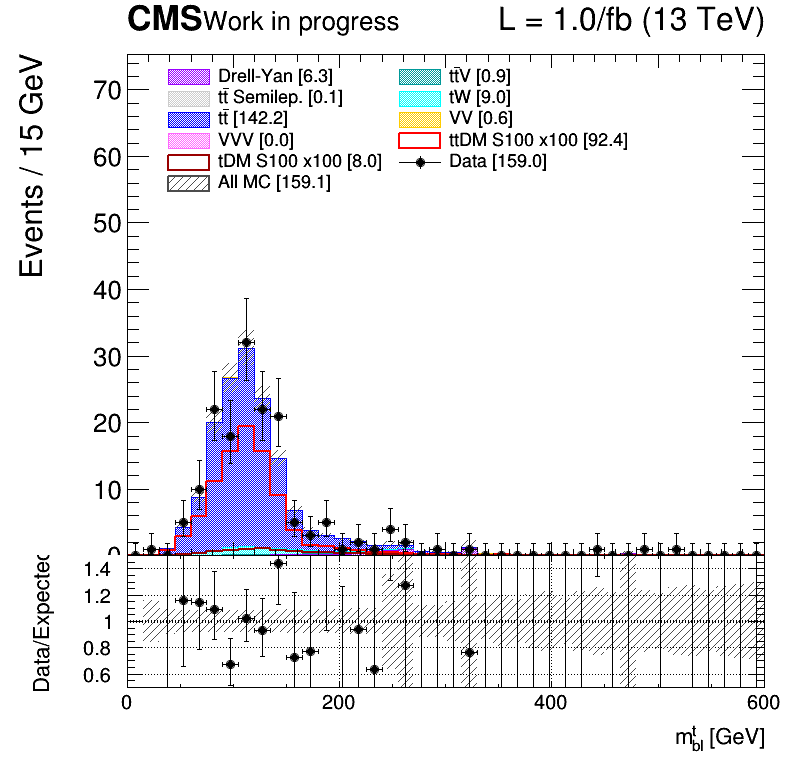 CMS Work in progress L = 1.0/fb (13 TeV)
Events / 15 GeV
70
60
50
40
30
20
10
0
Drell-Yan [6.3]
tt̄V [0.9]
tt̄ Semilep. [0.1]
tW [9.0]
tt̄ [142.2]
VV [0.6]
VVV [0.0]
ttDM S100 x100 [92.4]
tDM S100 x100 [8.0]
Data [159.0]
All MC [159.1]
Data/Expected
1.4
1.2
1
0.8
0.6
0 200 400 600
m^t_bl [GeV]